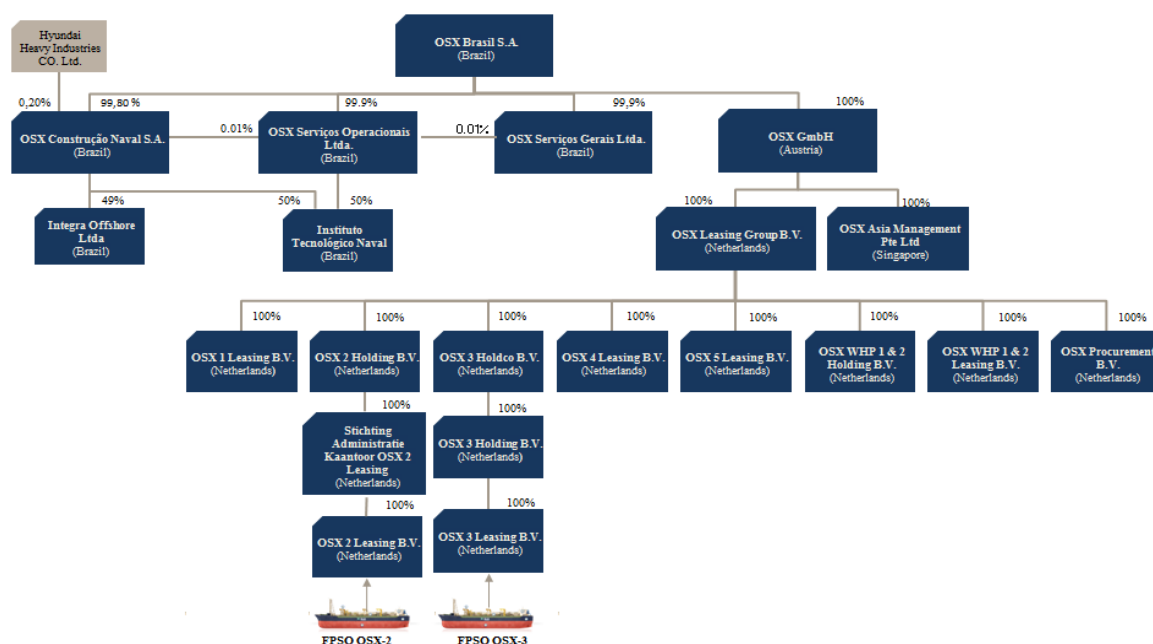 Hyundai
Heavy Industries
CO. Ltd.
OSX Brasil S.A.
(Brazil)
0,20%
99,80 %
99.9%
99,9%
100%
OSX Construção Naval S.A.
(Brazil)
0.01%
OSX Serviços Operacionais
Ltda.
(Brazil)
0.01%
OSX Serviços Gerais Ltda.
(Brazil)
OSX GmbH
(Austria)
49%
50%
50%
100%
100%
Integra Offshore
Ltda
(Brazil)
Instituto
Tecnológico Naval
(Brazil)
OSX Leasing Group B.V.
(Netherlands)
OSX Asia Management
Pte Ltd
(Singapore)
100%
100%
100%
100%
100%
100%
100%
100%
OSX 1 Leasing B.V.
(Netherlands)
OSX 2 Holding B.V.
(Netherlands)
OSX 3 Holdco B.V.
(Netherlands)
OSX 4 Leasing B.V.
(Netherlands)
OSX 5 Leasing B.V.
(Netherlands)
OSX WHP 1 & 2
Holding B.V.
(Netherlands)
OSX WHP 1 & 2
Leasing B.V.
(Netherlands)
OSX Procurement
B.V.
(Netherlands)
100%
100%
Stichting
Administratie
Kaantoor OSX 2
Leasing
(Netherlands)
OSX 3 Holding B.V.
(Netherlands)
100%
100%
OSX 2 Leasing B.V.
(Netherlands)
OSX 3 Leasing B.V.
(Netherlands)
FPSO OSX-2
FPSO OSX-3